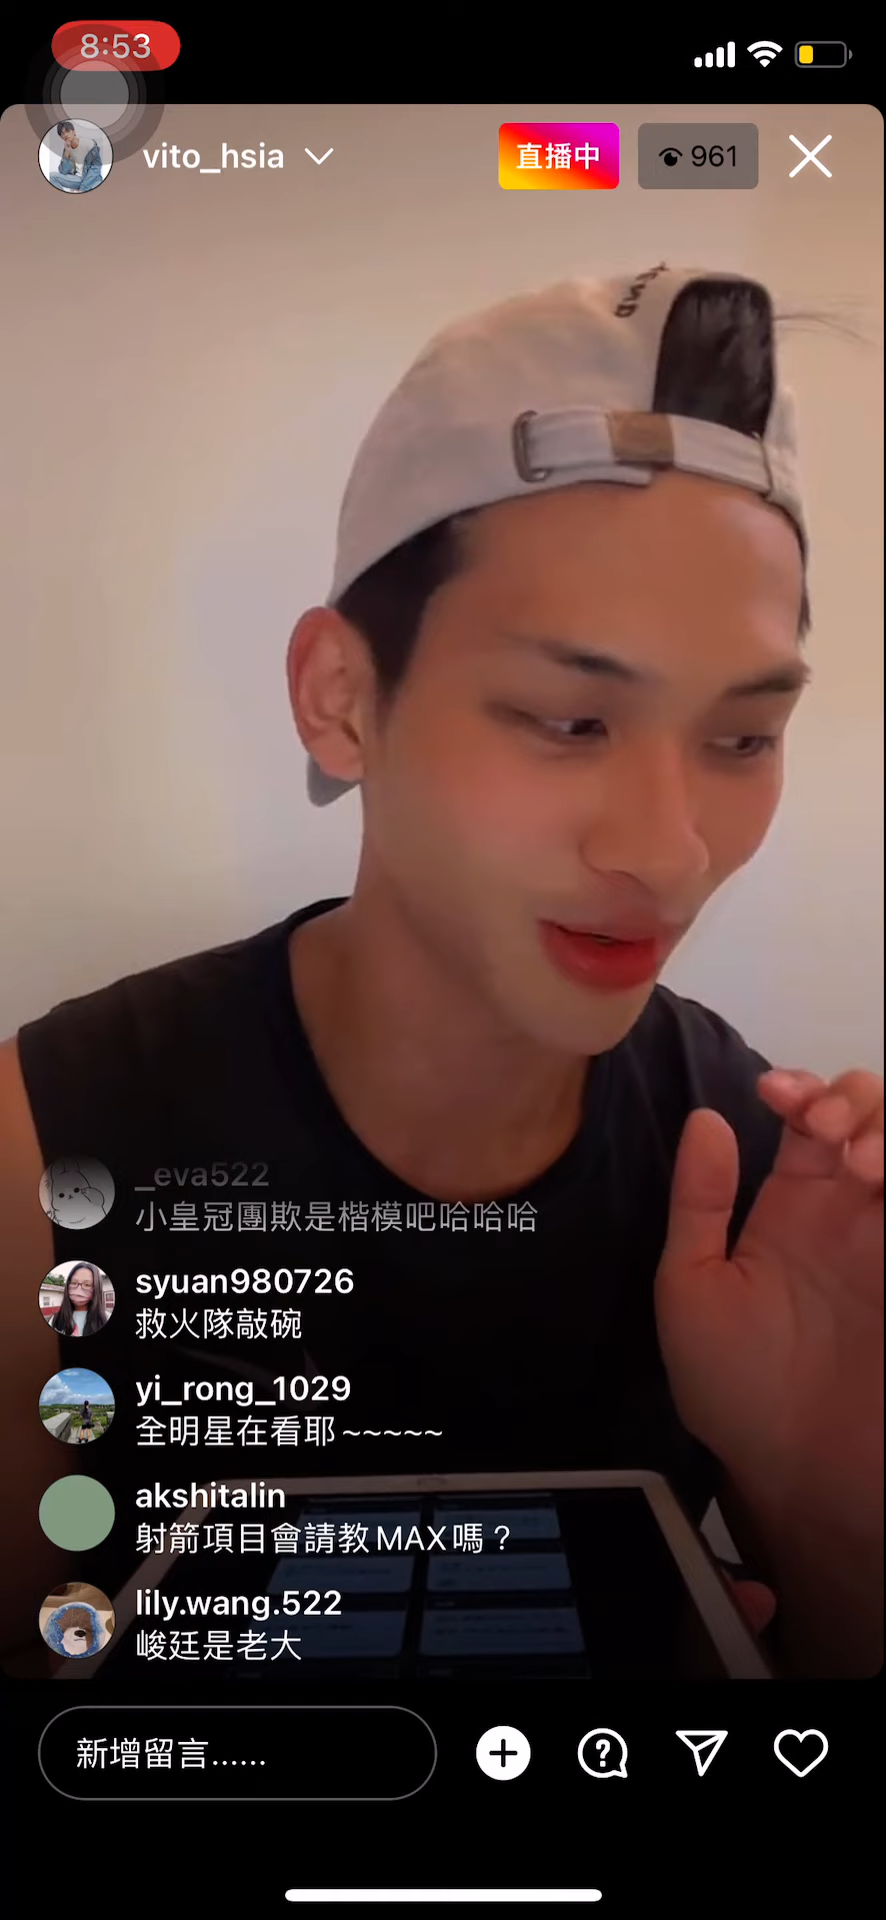 8:53
vito_hsia
直播中
961
_eva522
小皇冠團欺是楷模吧哈哈哈
syuan980726
救火隊敲碗
yi_rong_1029
全明星在看耶~~~~~
akshitalin
射箭項目會請教MAX嗎？
lily.wang.522
峻廷是老大
新增留言......